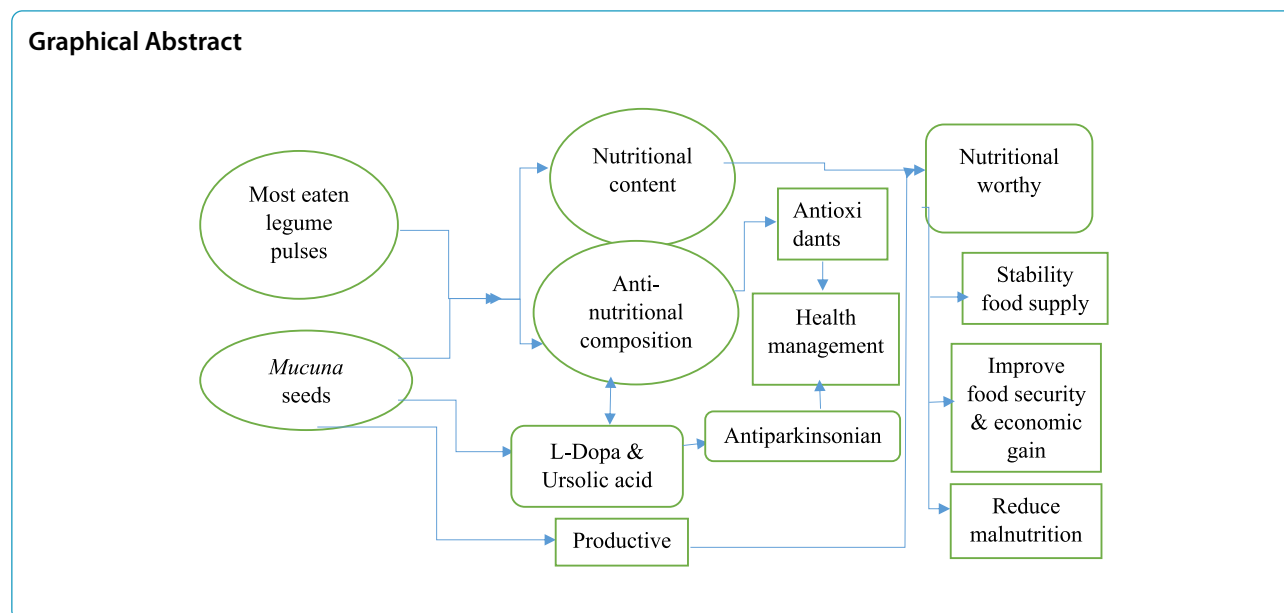 Graphical Abstract
Most eaten
legume
pulses
Mucuna
seeds
Nutritional
content
Anti-
nutritional
composition
L-Dopa &
Ursolic acid
Productive
Antioxi
dants
Health
management
Antiparkinsonian
Nutritional
worthy
Stability
food supply
Improve
food security
& economic
gain
Reduce
malnutrition